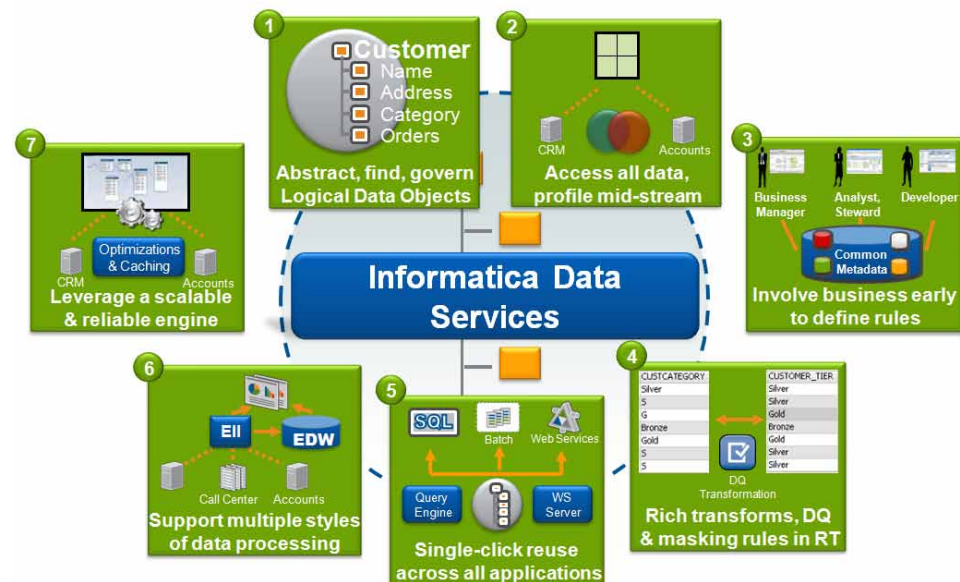 1
Customer
Name
Address
Category
Orders
Abstract, find, govern
Logical Data Objects
2
CRM
Accounts
Access all data,
profile mid-stream
3
Business
Manager
Analyst,
Steward
Developer
Common
Metadata
Involve business early
to define rules
Informatica Data
Services
4
CUSTCATEGORY
Silver
S
G
Bronze
Gold
S
S
CUSTOMER_TIER
Silver
Silver
Gold
Bronze
Gold
Silver
Silver
DQ
Transformation
Rich transforms, DQ
& masking rules in RT
5
SQL
Batch
Web Services
Query
Engine
WS
Server
Single-click reuse
across all applications
6
EII
EDW
Call Center
Accounts
Support multiple styles
of data processing
7
Optimizations
& Caching
CRM
Accounts
Leverage a scalable
& reliable engine